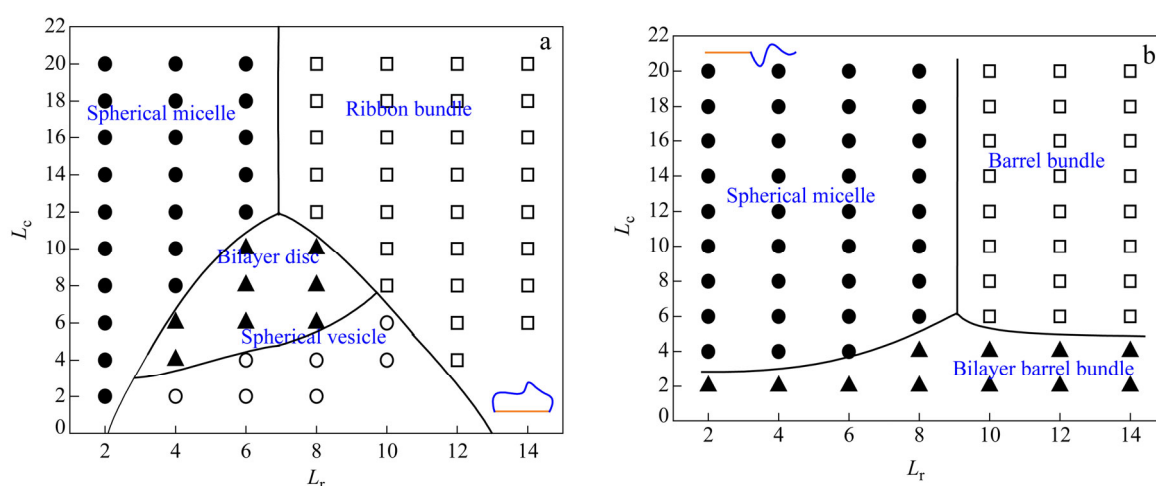 a
22
20
18
16
14
12
10
8
6
4
2
0
Lc
Spherical micelle
Ribbon bundle
Bilayer disc
Spherical vesicle
2 4 6 8 10 12 14
Lr
b
22
20
18
16
14
12
10
8
6
4
2
0
Lc
Barrel bundle
Spherical micelle
Bilayer barrel bundle
2 4 6 8 10 12 14
Lr